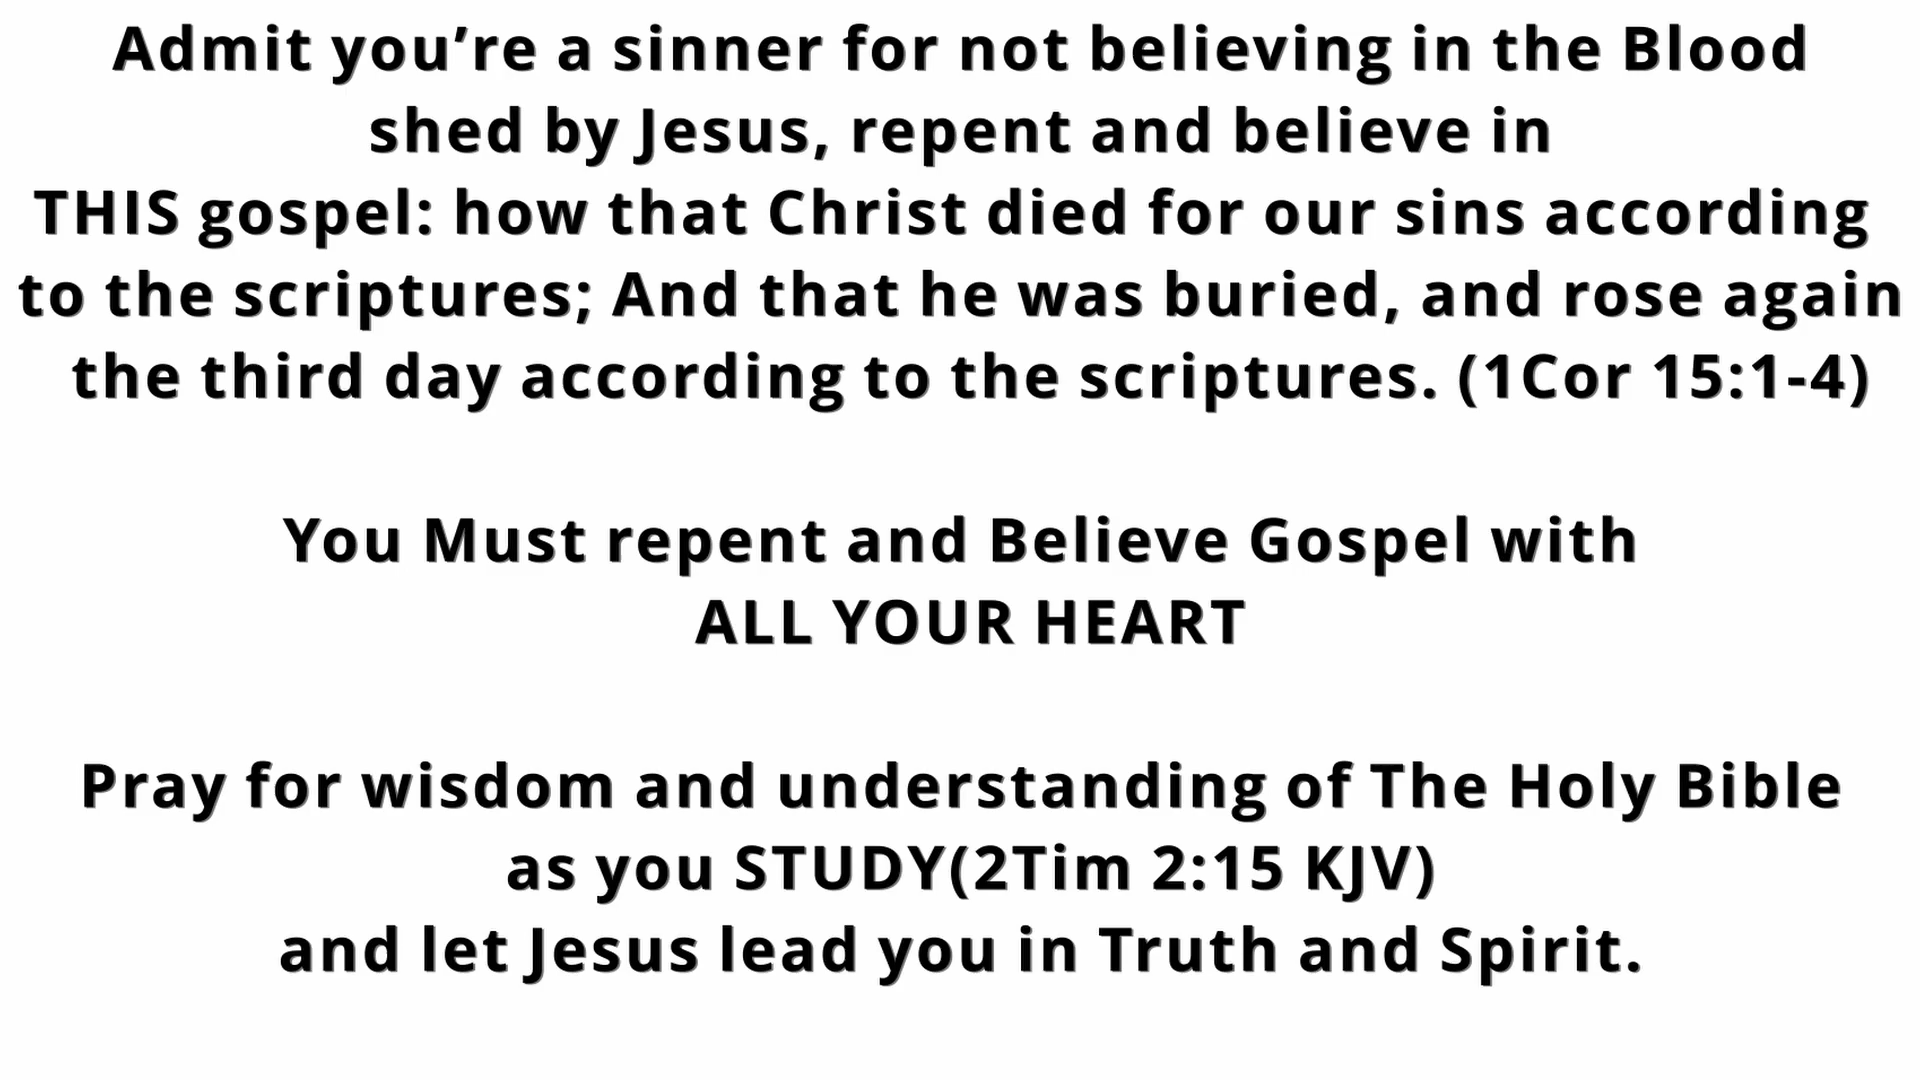 Admit you’re a sinner for not believing in the Blood
shed by Jesus, repent and believe in
THIS gospel: how that Christ died for our sins according
to the scriptures; And that he was buried, and rose again
the third day according to the scriptures. (1Cor 15:1-4)
You Must repent and Believe Gospel with
ALL YOUR HEART
Pray for wisdom and understanding of The Holy Bible
as you STUDY(2Tim 2:15 KJV)
and let Jesus lead you in Truth and Spirit.